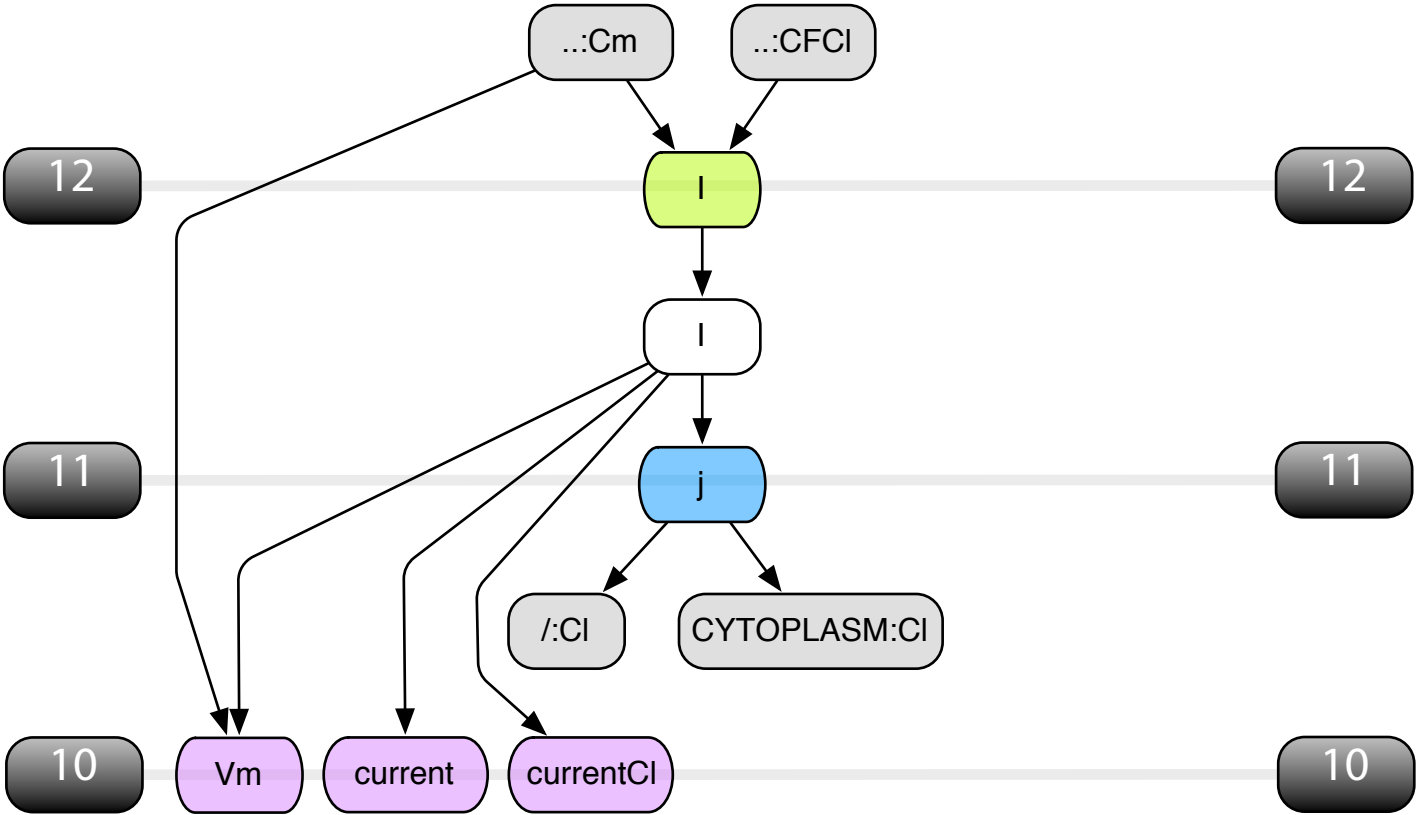 ..:Cm ..:CFCl
12 I 12
I
11 j 11
/:Cl CYTOPLASM:Cl
10 Vm current currentCl 10